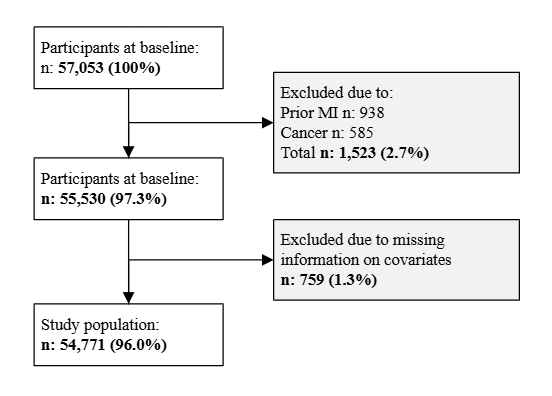 Participants at baseline:
n: 57,053 (100%)
Excluded due to:
Prior MI n: 938
Cancer n: 585
Total n: 1,523 (2.7%)
Participants at baseline:
n: 55,530 (97.3%)
Excluded due to missing
information on covariates
n: 759 (1.3%)
Study population:
n: 54,771 (96.0%)